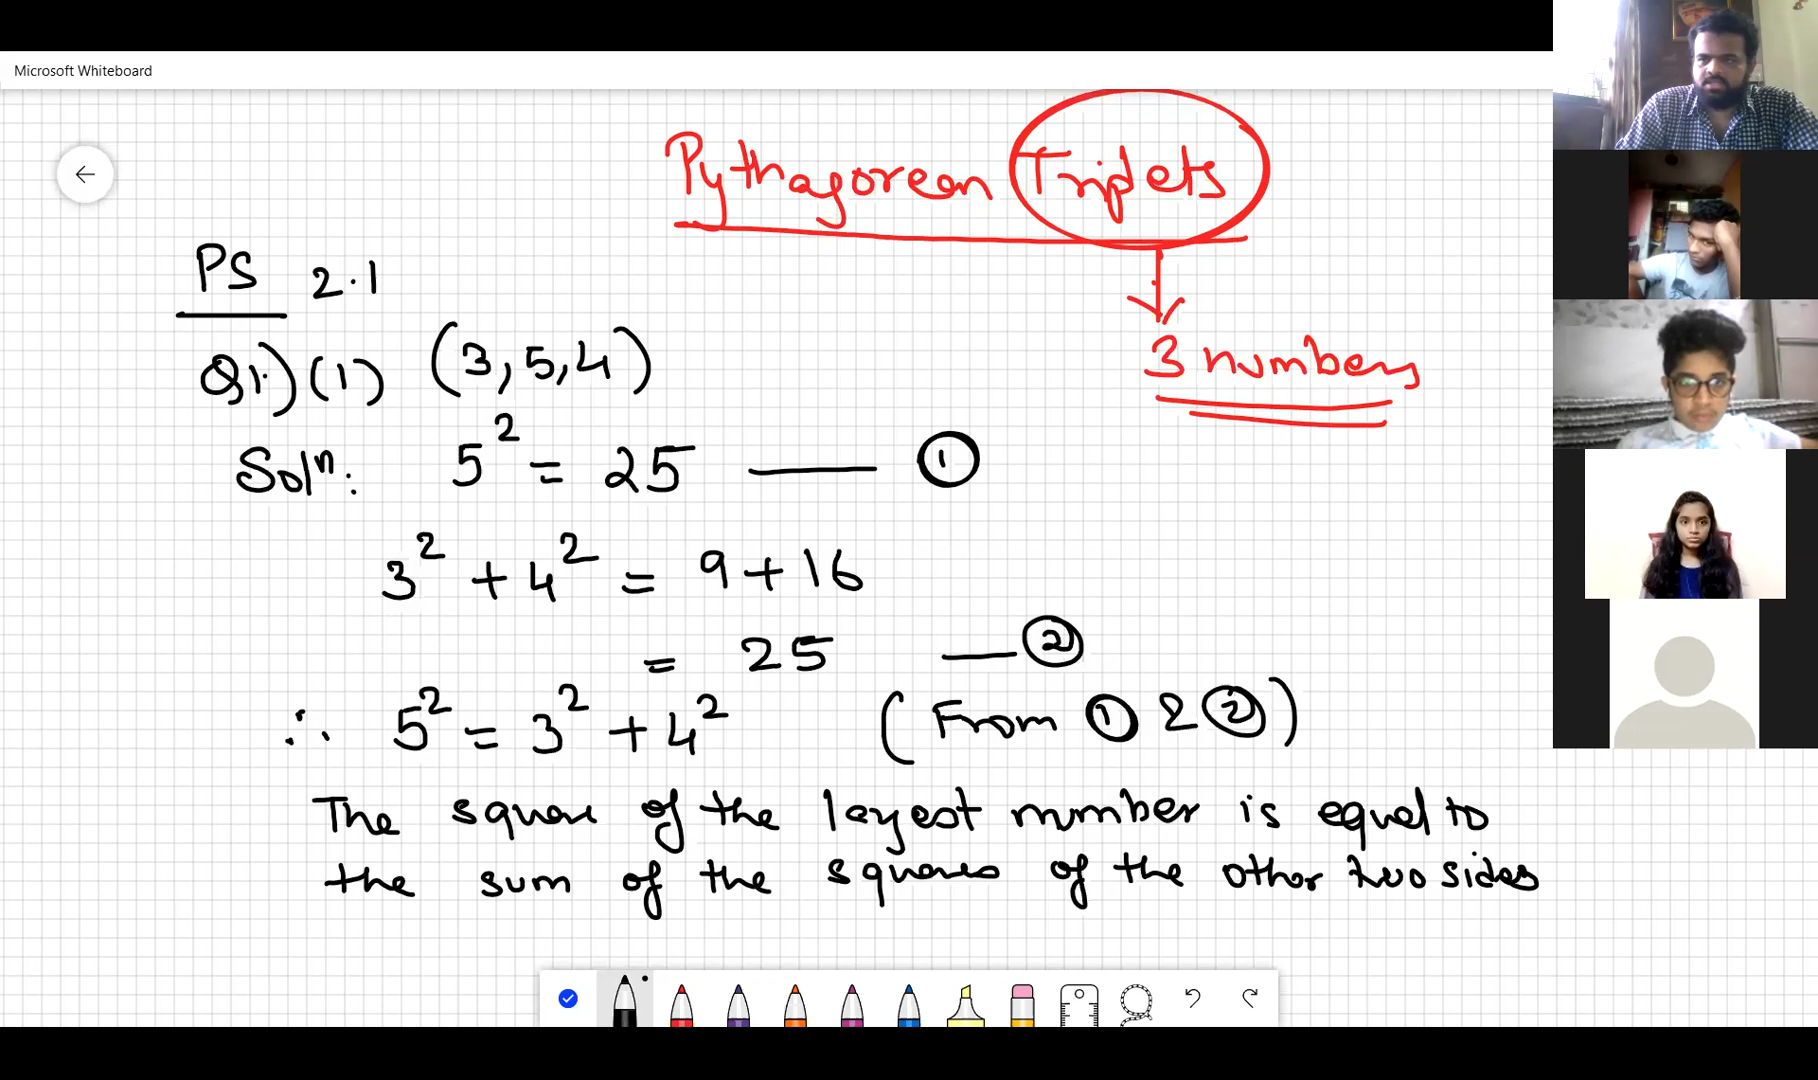 Microsoft Whiteboard
Pythagorean Triplets
3 numbers
PS 2.1
Q1.) (1) (3,5,4)
Solⁿ: 5² = 25 —— ①
3² + 4² = 9 + 16
= 25 —— ②
∴ 5² = 3² + 4² (From ① & ②)
The square of the largest number is equal to
the sum of the squares of the other two sides